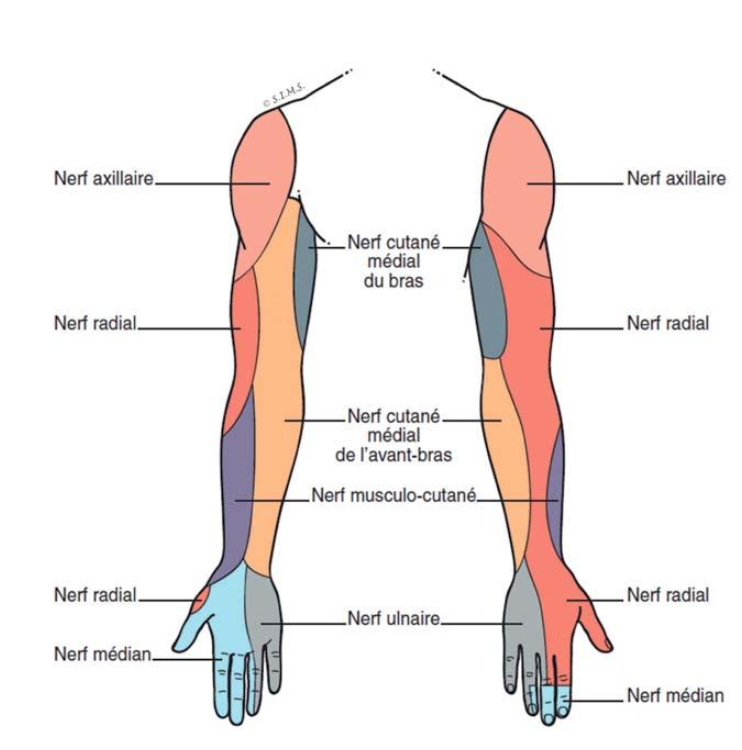 © S.I.M.S.
Nerf axillaire
Nerf axillaire
Nerf cutané
médial
du bras
Nerf radial
Nerf radial
Nerf cutané
médial
de l'avant-bras
Nerf musculo-cutané
Nerf radial
Nerf radial
Nerf ulnaire
Nerf médian
Nerf médian